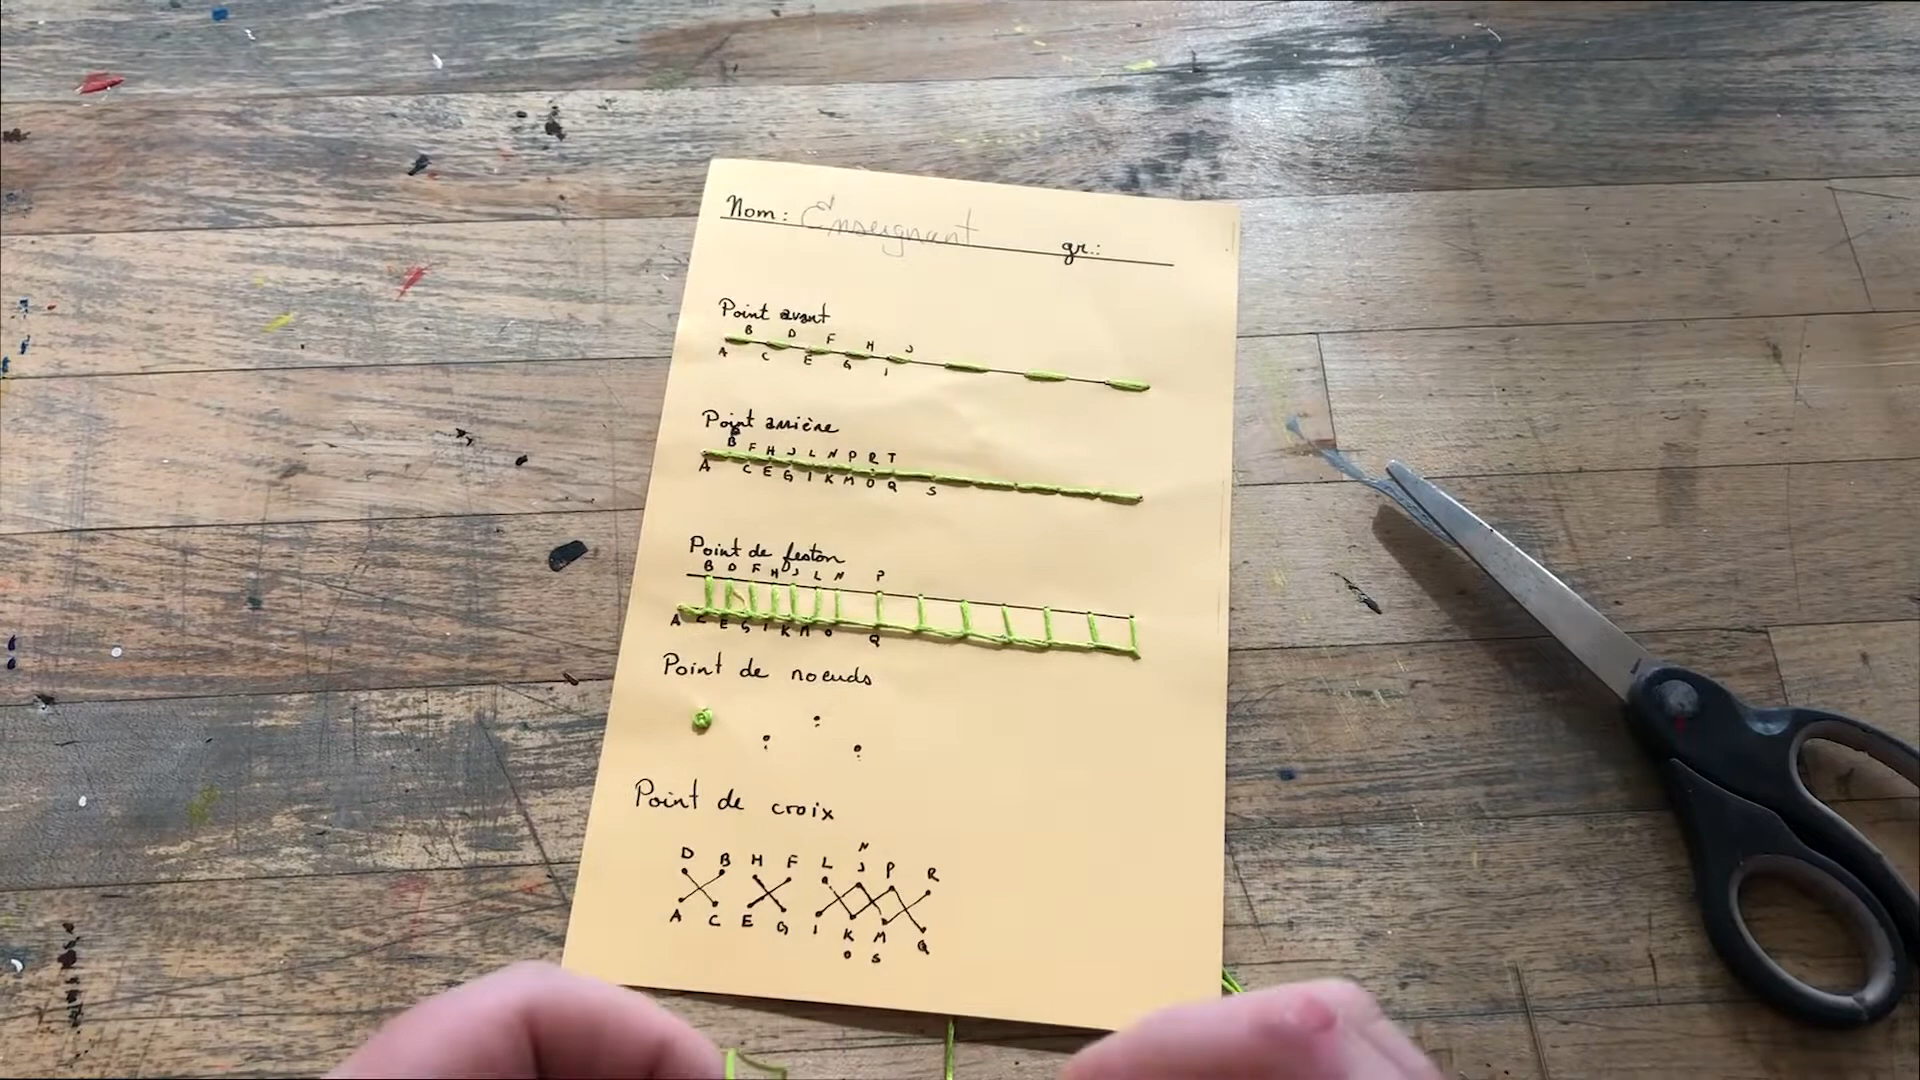 Nom: Enseignant gr.:
Point avant
B D F H J
A C E G I
Point arrière
B F H J L N P R T
A C E G I K M O Q S
Point de feston
B D F H J L N P
A C E G I K M O Q
Point de noeuds
Point de croix
N
D B H F L J P R
A C E G I K M Q
O S